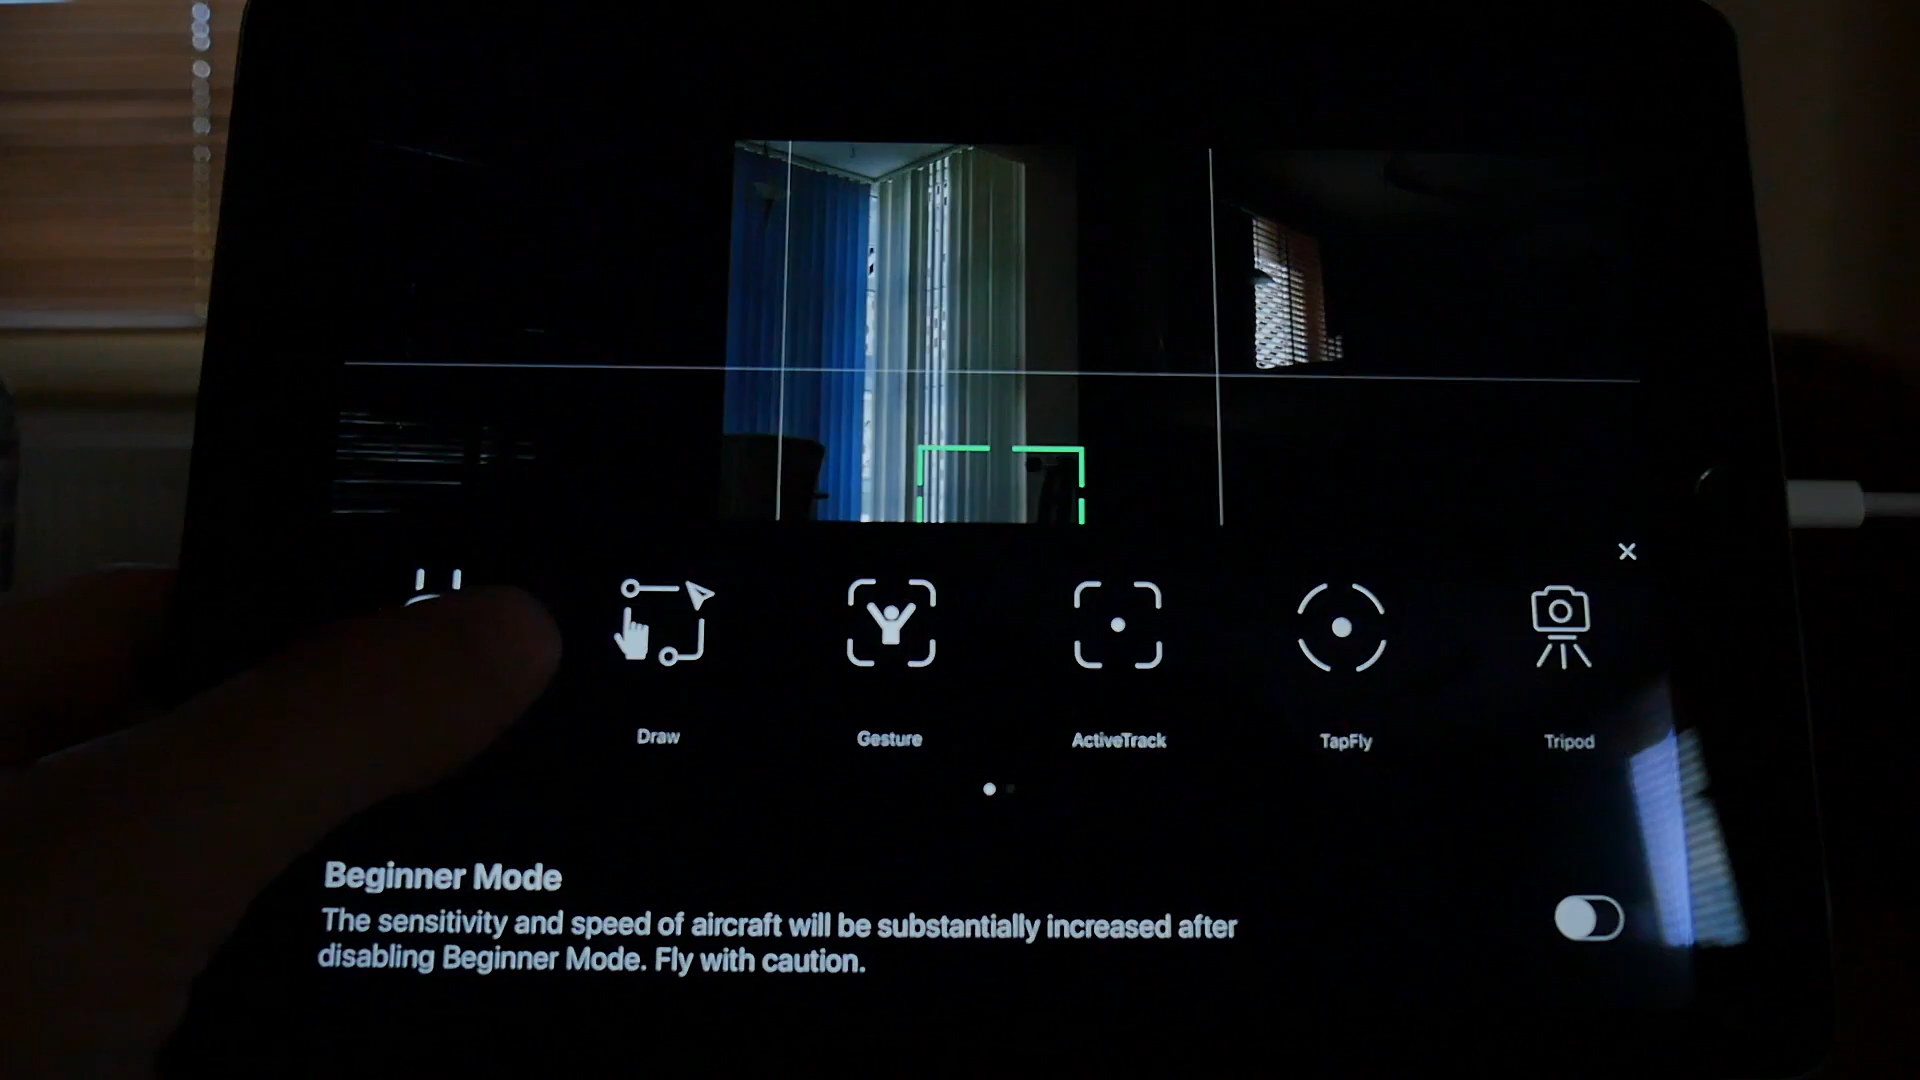 Draw
Gesture
ActiveTrack
TapFly
Tripod
Beginner Mode
The sensitivity and speed of aircraft will be substantially increased after
disabling Beginner Mode. Fly with caution.